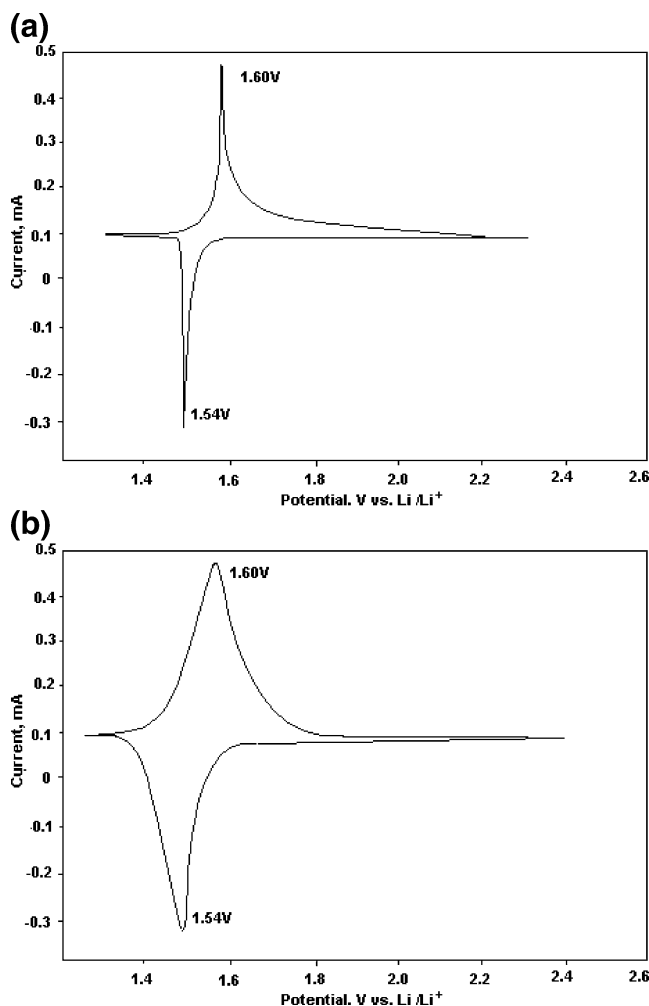 (a)
0.5
0.4
0.3
0.2
0.1
0
-0.1
-0.2
-0.3
Current, mA
1.60V
1.54V
1.4 1.6 1.8 2.0 2.2 2.4 2.6
Potential. V vs. Li /Li⁺
(b)
0.5
0.4
0.3
0.2
0.1
0
-0.1
-0.2
-0.3
Current, mA
1.60V
1.54V
1.4 1.6 1.8 2.0 2.2 2.4 2.6
Potential. V vs. Li /Li⁺